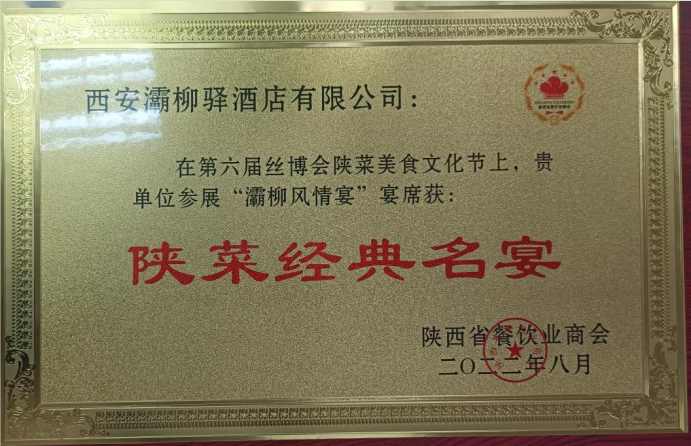 西安灞柳驿酒店有限公司：
在第六届丝博会陕菜美食文化节上，贵
单位参展“灞柳风情宴”宴席获：
陕菜经典名宴
陕西省餐饮业商会
二〇二二年八月